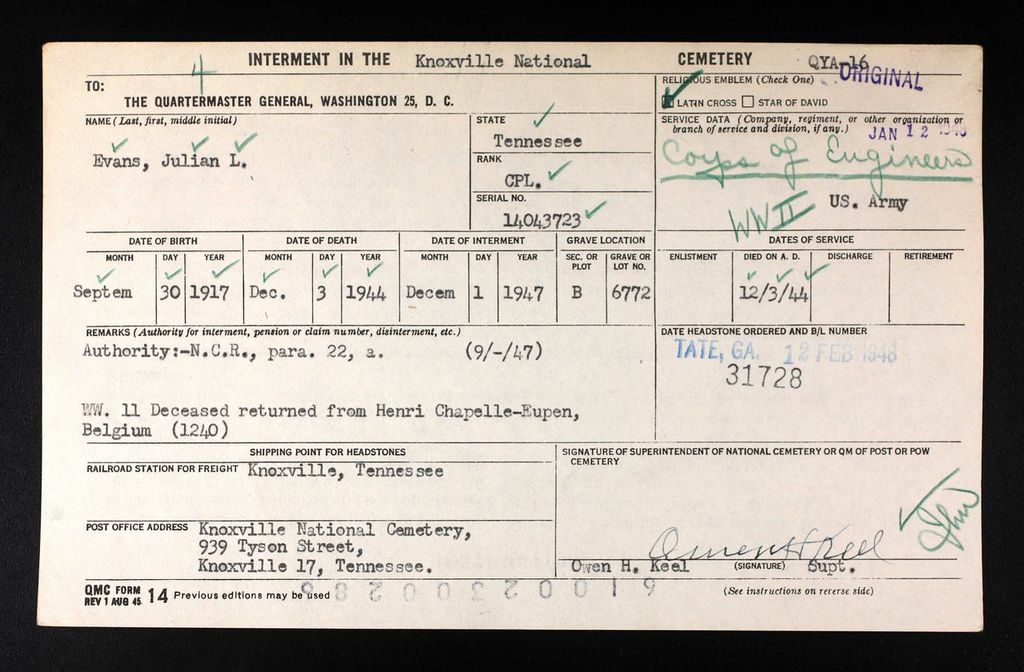 4
INTERMENT IN THE Knoxville National CEMETERY QYA-16
ORIGINAL
TO:
THE QUARTERMASTER GENERAL, WASHINGTON 25, D. C.
RELIGIOUS EMBLEM (Check One)
LATIN CROSS STAR OF DAVID
NAME (Last, first, middle initial)
Evans, Julian L.
STATE
Tennessee
RANK
CPL.
SERIAL NO.
14043723
SERVICE DATA (Company, regiment, or other organization or
branch of service and division, if any.)
JAN 12
Corps of Engineers
WW II US. Army
DATE OF BIRTH DATE OF DEATH DATE OF INTERMENT GRAVE LOCATION DATES OF SERVICE
MONTH DAY YEAR MONTH DAY YEAR MONTH DAY YEAR SEC. OR PLOT GRAVE OR LOT NO. ENLISTMENT DIED ON A. D. DISCHARGE RETIREMENT
Septem 30 1917 Dec. 3 1944 Decem 1 1947 B 6772 12/3/44
REMARKS (Authority for interment, pension or claim number, disinterment, etc.)
Authority:-N.C.R., para. 22, a. (9/-/47)
WW. 11 Deceased returned from Henri Chapelle-Eupen,
Belgium (1240)
DATE HEADSTONE ORDERED AND B/L NUMBER
TATE, GA. 12 FEB 1948
31728
SHIPPING POINT FOR HEADSTONES
RAILROAD STATION FOR FREIGHT Knoxville, Tennessee
POST OFFICE ADDRESS Knoxville National Cemetery,
939 Tyson Street,
Knoxville 17, Tennessee.
SIGNATURE OF SUPERINTENDENT OF NATIONAL CEMETERY OR QM OF POST OR POW
CEMETERY
Owen H Keel
Owen H. Keel (SIGNATURE) Supt.
QMC FORM
REV 1 AUG 45 14 Previous editions may be used
(See instructions on reverse side)